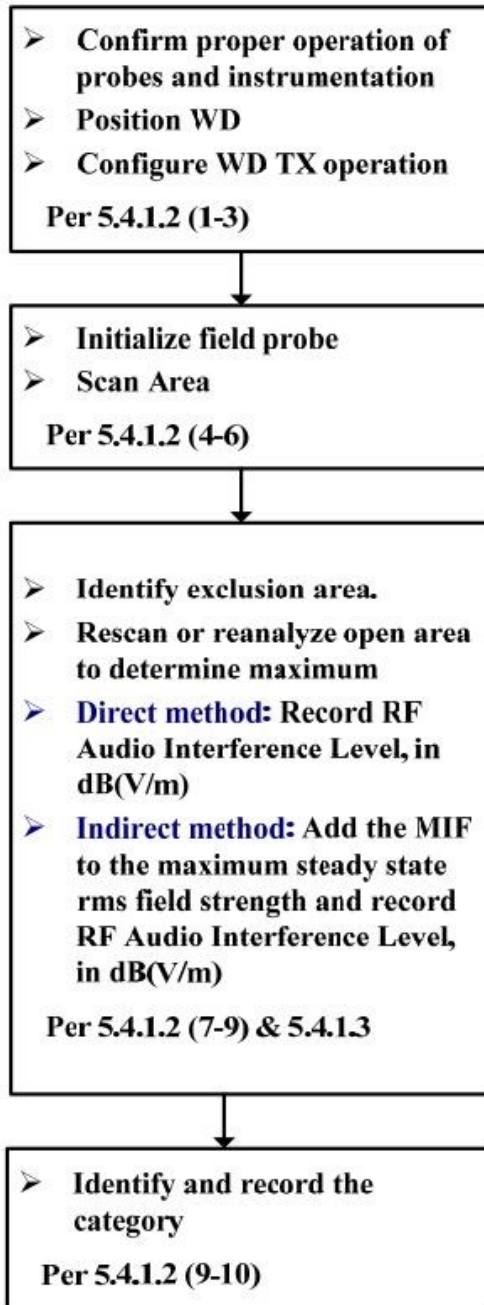 ➢ Confirm proper operation of
probes and instrumentation
➢ Position WD
➢ Configure WD TX operation
Per 5.4.1.2 (1-3)
➢ Initialize field probe
➢ Scan Area
Per 5.4.1.2 (4-6)
➢ Identify exclusion area.
➢ Rescan or reanalyze open area
to determine maximum
➢ Direct method: Record RF
Audio Interference Level, in
dB(V/m)
➢ Indirect method: Add the MIF
to the maximum steady state
rms field strength and record
RF Audio Interference Level,
in dB(V/m)
Per 5.4.1.2 (7-9) & 5.4.1.3
➢ Identify and record the
category
Per 5.4.1.2 (9-10)